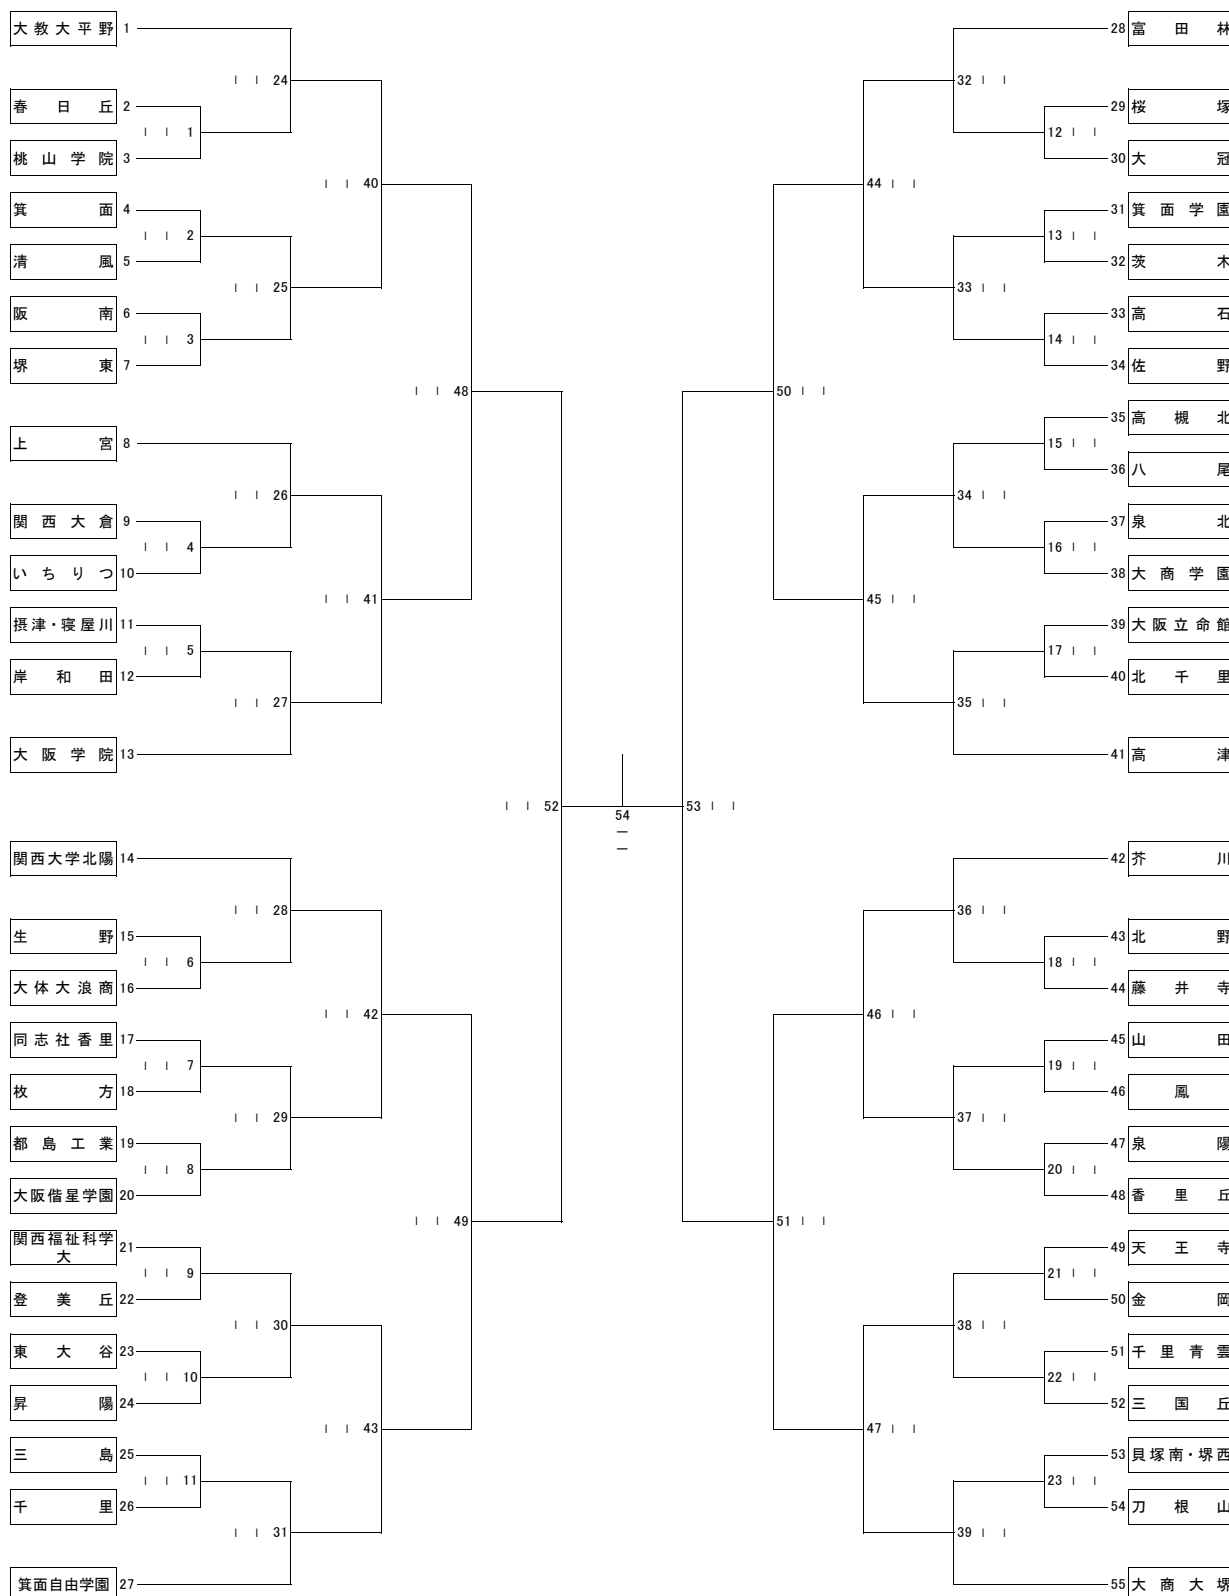 大教大平野 1
24
春日丘 2
1
桃山学院 3
40
箕面 4
2
清風 5
25
阪南 6
3
堺東 7
48
上宮 8
26
関西大倉 9
4
いちりつ 10
41
摂津・寝屋川 11
5
岸和田 12
27
大阪学院 13
52
54
関西大学北陽 14
28
生野 15
6
大体大浪商 16
42
同志社香里 17
7
枚方 18
29
都島工業 19
8
大阪偕星学園 20
49
関西福祉科学
大
21
9
登美丘 22
30
東大谷 23
10
昇陽 24
43
三島 25
11
千里 26
31
箕面自由学園 27
28 富田林
32
29 桜塚
12
30 大冠
44
31 箕面学園
13
32 茨木
33
33 高石
14
34 佐野
50
35 高槻北
15
36 八尾
34
37 泉北
16
38 大商学園
45
39 大阪立命館
17
40 北千里
35
41 高津
53
42 芥川
36
43 北野
18
44 藤井寺
46
45 山田
19
46 鳳
37
47 泉陽
20
48 香里丘
51
49 天王寺
21
50 金岡
38
51 千里青雲
22
52 三国丘
47
53 貝塚南・堺西
23
54 刀根山
39
55 大商大堺